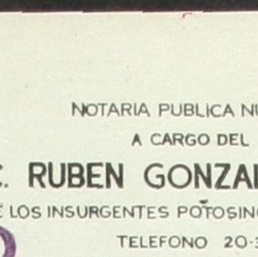 NOTARIA PUBLICA NU
A CARGO DEL
C. RUBEN GONZAL
E LOS INSURGENTES POTOSINO
TELEFONO 20-3